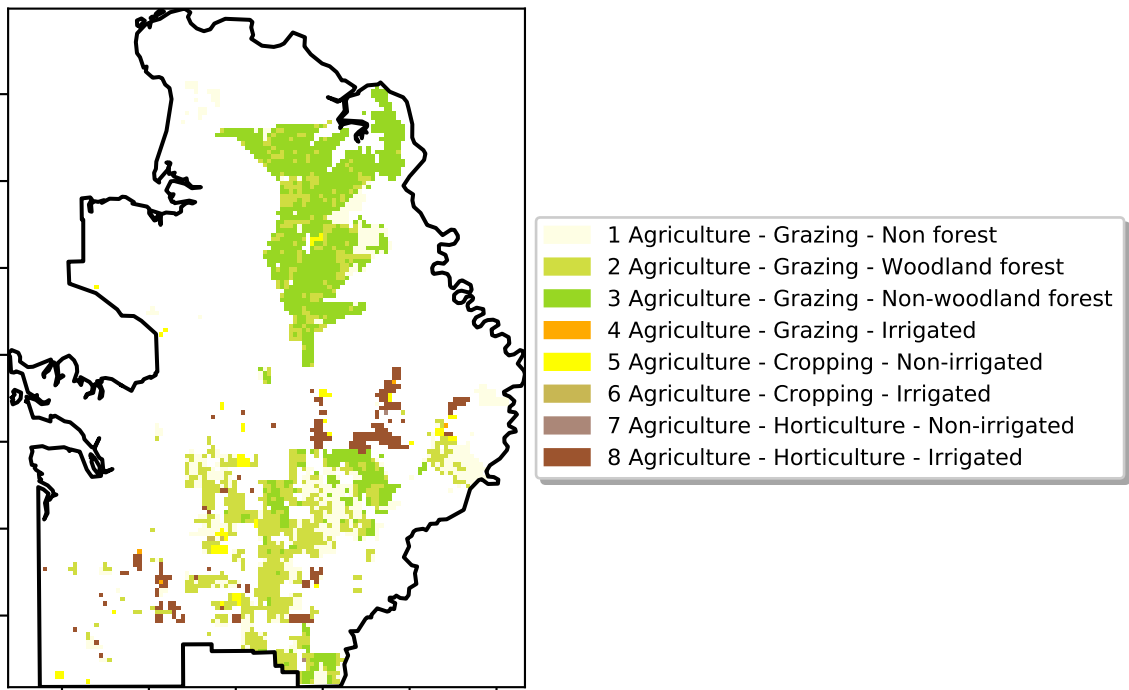 1 Agriculture - Grazing - Non forest
2 Agriculture - Grazing - Woodland forest
3 Agriculture - Grazing - Non-woodland forest
4 Agriculture - Grazing - Irrigated
5 Agriculture - Cropping - Non-irrigated
6 Agriculture - Cropping - Irrigated
7 Agriculture - Horticulture - Non-irrigated
8 Agriculture - Horticulture - Irrigated